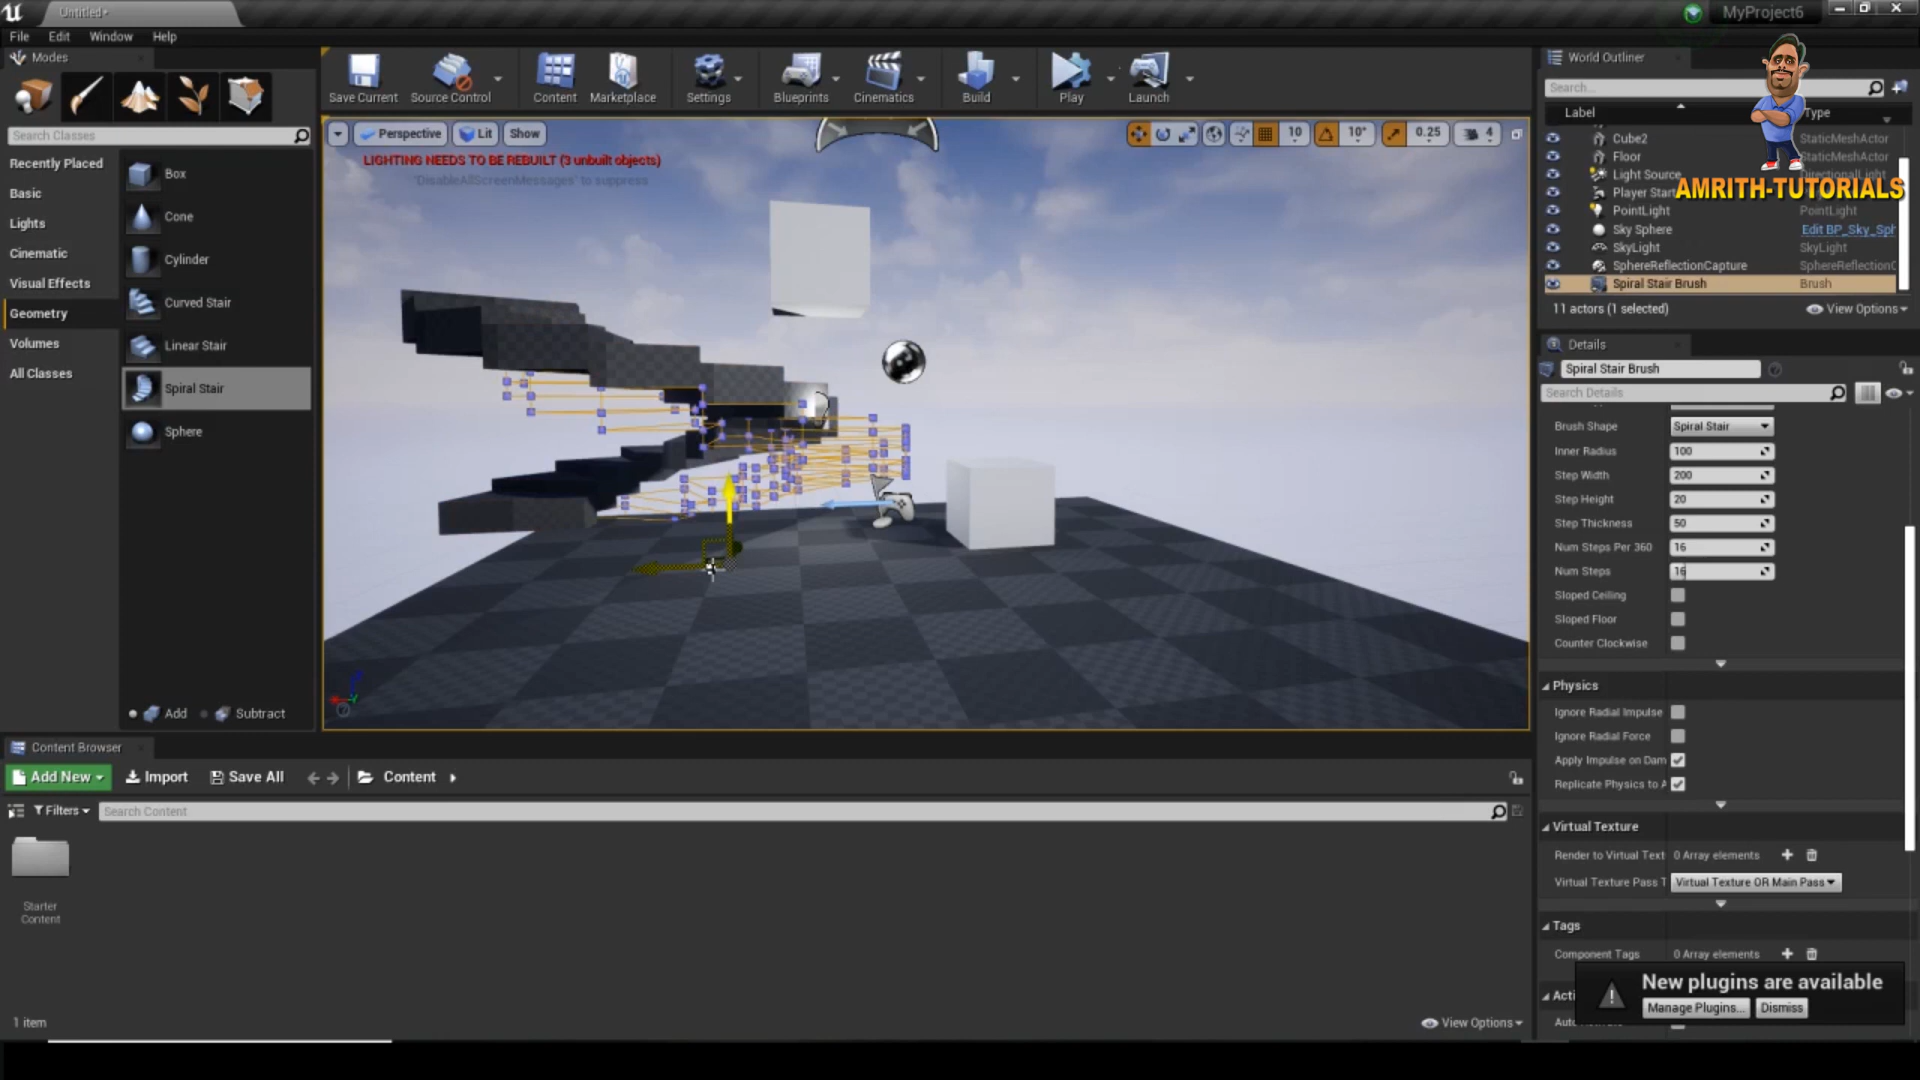 Untitled*
MyProject6
File Edit Window Help
Modes
Search Classes
Recently Placed
Basic
Lights
Cinematic
Visual Effects
Geometry
Volumes
All Classes
Box
Cone
Cylinder
Curved Stair
Linear Stair
Spiral Stair
Sphere
Add Subtract
Save Current Source Control Content Marketplace Settings Blueprints Cinematics Build Play Launch
Perspective Lit Show
10 10° 0.25 4
LIGHTING NEEDS TO BE REBUILT (3 unbuilt objects)
'DisableAllScreenMessages' to suppress
World Outliner
Search...
Label Type
Cube2 StaticMeshActor
Floor StaticMeshActor
Light Source DirectionalLight
Player Start
AMRITH-TUTORIALS
PointLight PointLight
Sky Sphere Edit BP_Sky_Sph
SkyLight SkyLight
SphereReflectionCapture SphereReflectionC
Spiral Stair Brush Brush
11 actors (1 selected) View Options
Details
Spiral Stair Brush
Search Details
Brush Shape Spiral Stair
Inner Radius 100
Step Width 200
Step Height 20
Step Thickness 50
Num Steps Per 360 16
Num Steps 16
Sloped Ceiling
Sloped Floor
Counter Clockwise
Physics
Ignore Radial Impulse
Ignore Radial Force
Apply Impulse on Dam
Replicate Physics to A
Virtual Texture
Render to Virtual Text 0 Array elements
Virtual Texture Pass T Virtual Texture OR Main Pass
Tags
Component Tags 0 Array elements
Acti
New plugins are available
Manage Plugins... Dismiss
Content Browser
Add New Import Save All Content
Filters Search Content
Starter
Content
1 item View Options